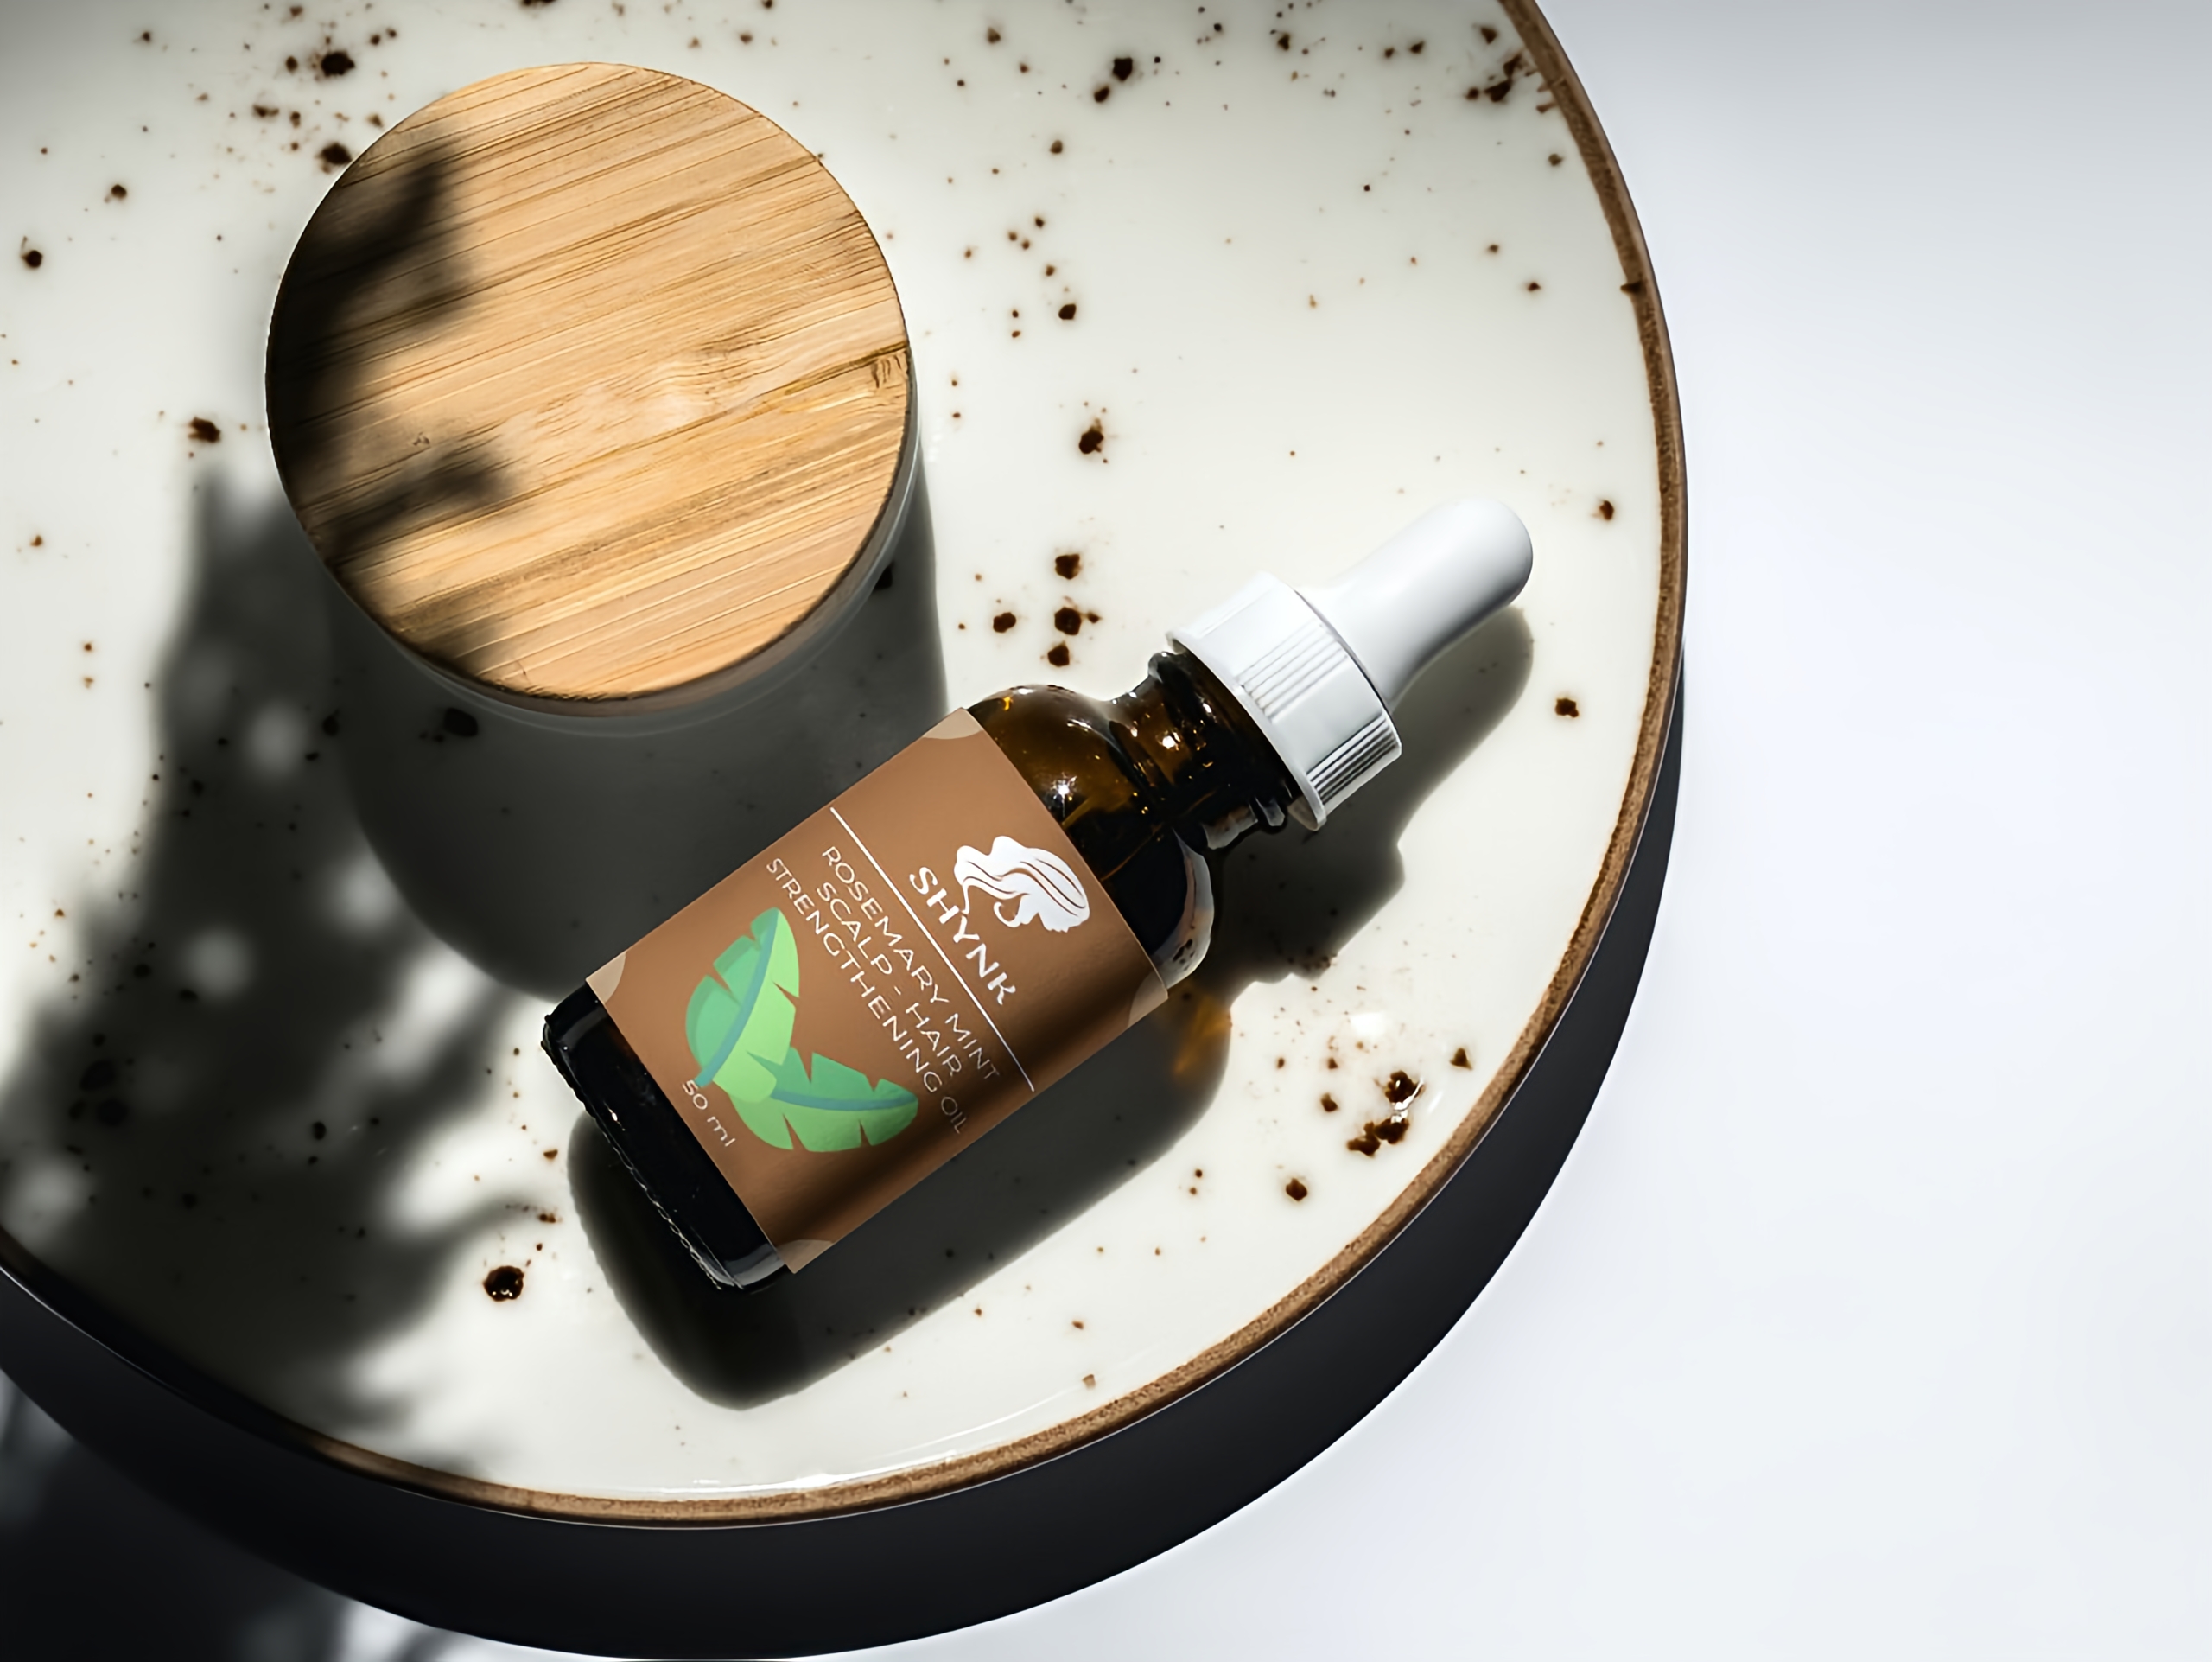 SHYNK
ROSEMARY MINT
SCALP - HAIR
STRENGTHENING OIL
50 ml